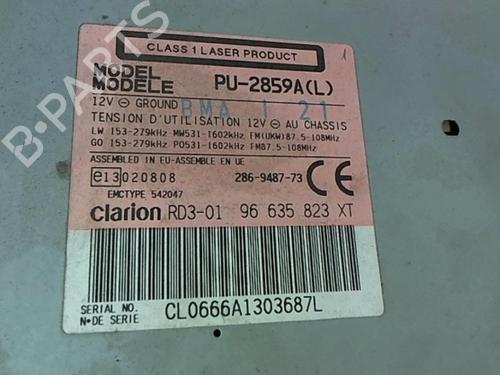 CLASS 1 LASER PRODUCT
MODEL
MODELE
PU-2859A(L)
12V ⊖ GROUND
BMA I 21
TENSION D'UTILISATION 12V ⊖ AU CHASSIS
LW 153-279kHz MW531-1602kHz FM(UKW)87.5-108MHz
GO 153-279kHz PO531-1602kHz FM87.5-108MHz
ASSEMBLED IN EU-ASSEMBLE EN UE
e13 020808 286-9487-73 CE
EMCTYPE 542047
Clarion RD3-01 96 635 823 XT
SERIAL NO.
N° DE SERIE
CL0666A1303687L
B-PARTS